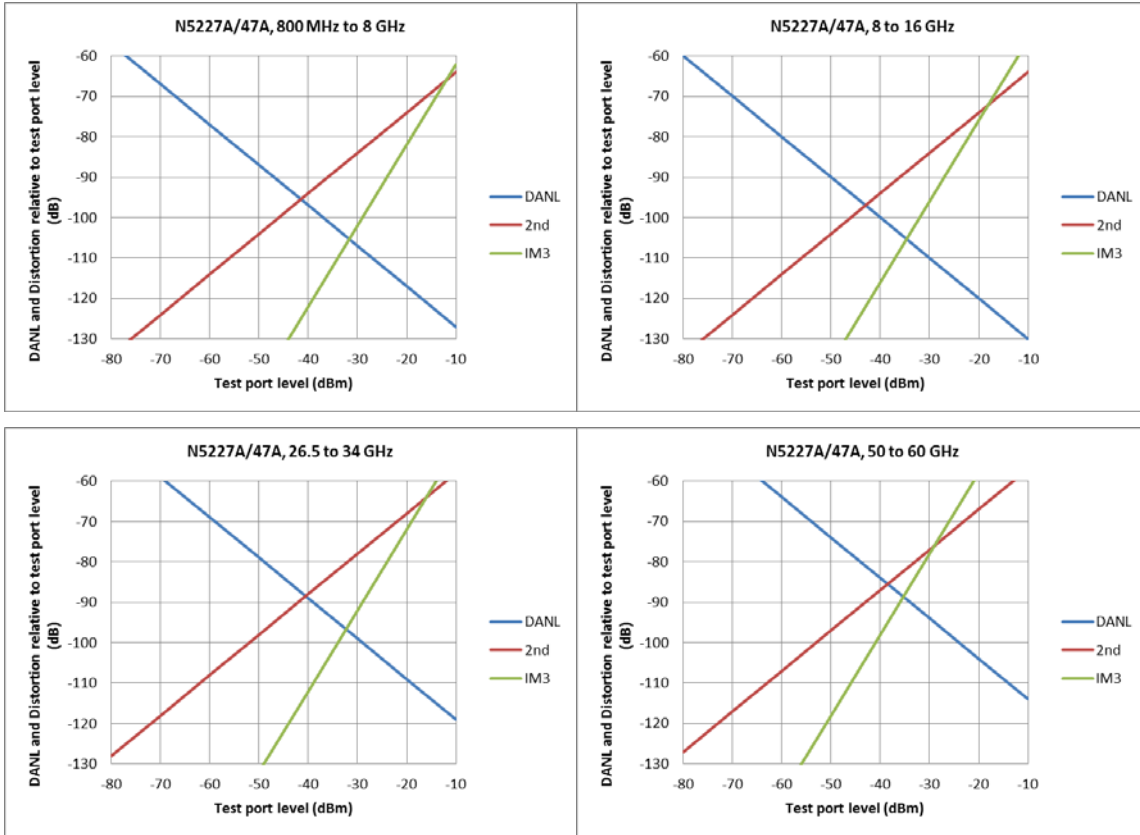 N5227A/47A, 800 MHz to 8 GHz
DANL and Distortion relative to test port level
(dB)
-60
-70
-80
-90
-100
-110
-120
-130
-80 -70 -60 -50 -40 -30 -20 -10
Test port level (dBm)
DANL
2nd
IM3
N5227A/47A, 8 to 16 GHz
DANL and Distortion relative to test port level
(dB)
-60
-70
-80
-90
-100
-110
-120
-130
-80 -70 -60 -50 -40 -30 -20 -10
Test port level (dBm)
DANL
2nd
IM3
N5227A/47A, 26.5 to 34 GHz
DANL and Distortion relative to test port level
(dB)
-60
-70
-80
-90
-100
-110
-120
-130
-80 -70 -60 -50 -40 -30 -20 -10
Test port level (dBm)
DANL
2nd
IM3
N5227A/47A, 50 to 60 GHz
DANL and Distortion relative to test port level
(dB)
-60
-70
-80
-90
-100
-110
-120
-130
-80 -70 -60 -50 -40 -30 -20 -10
Test port level (dBm)
DANL
2nd
IM3